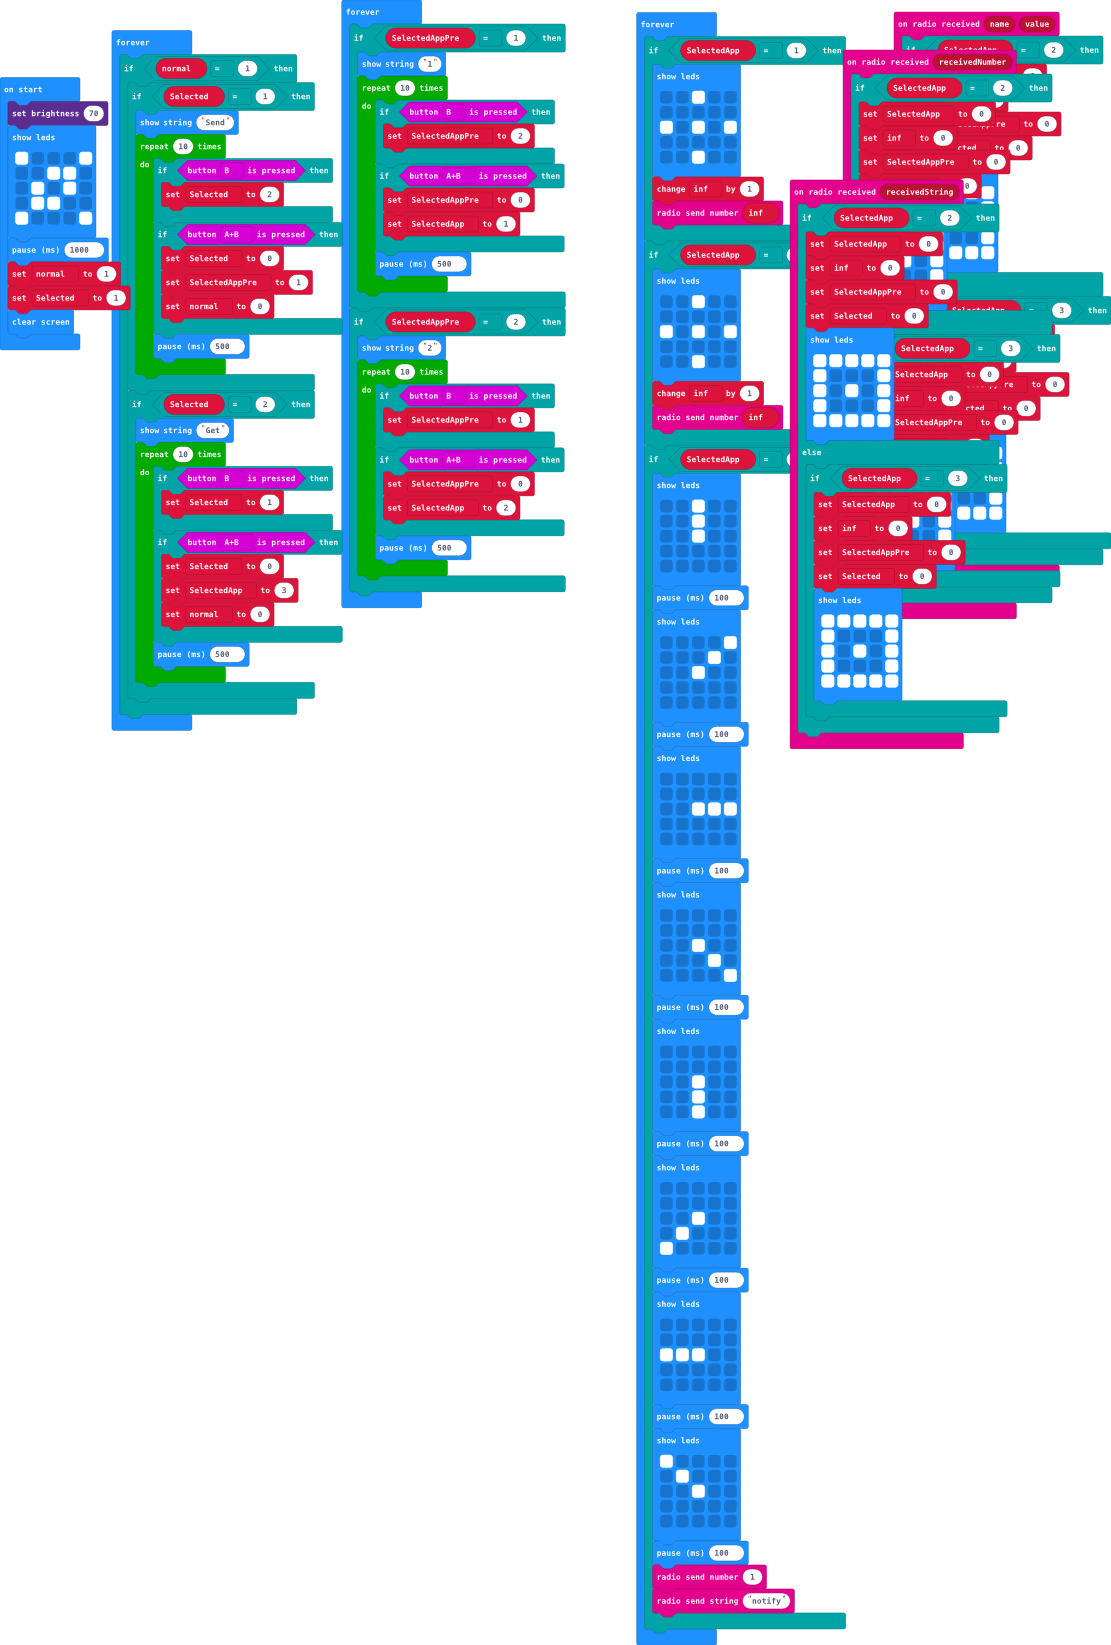 on start
set brightness 70
show leds
pause (ms) 1000
set normal to 1
set Selected to 1
clear screen
forever
if normal = 1 then
if Selected = 1 then
show string "Send"
repeat 10 times
do
if button B is pressed then
set Selected to 2
if button A+B is pressed then
set Selected to 0
set SelectedAppPre to 1
set normal to 0
pause (ms) 500
if Selected = 2 then
show string "Get"
repeat 10 times
do
if button B is pressed then
set Selected to 1
if button A+B is pressed then
set Selected to 0
set SelectedApp to 3
set normal to 0
pause (ms) 500
forever
if SelectedAppPre = 1 then
show string "1"
repeat 10 times
do
if button B is pressed then
set SelectedAppPre to 2
if button A+B is pressed then
set SelectedAppPre to 0
set SelectedApp to 1
pause (ms) 500
if SelectedAppPre = 2 then
show string "2"
repeat 10 times
do
if button B is pressed then
set SelectedAppPre to 1
if button A+B is pressed then
set SelectedAppPre to 0
set SelectedApp to 2
pause (ms) 500
forever
if SelectedApp = 1 then
show leds
change inf by 1
radio send number inf
if SelectedApp =
show leds
change inf by 1
radio send number inf
if SelectedApp =
show leds
pause (ms) 100
show leds
pause (ms) 100
show leds
pause (ms) 100
show leds
pause (ms) 100
show leds
pause (ms) 100
show leds
pause (ms) 100
show leds
pause (ms) 100
show leds
pause (ms) 100
radio send number 1
radio send string "notify"
on radio received name value
= 2 then
to 0
to 0
= 3 then
to 0
to 0
on radio received receivedNumber
if SelectedApp = 2 then
set SelectedApp to 0
set inf to 0
set SelectedAppPre to 0
0
SelectedApp = 3 then
SelectedApp to 0
inf to 0
SelectedAppPre to 0
on radio received receivedString
if SelectedApp = 2 then
set SelectedApp to 0
set inf to 0
set SelectedAppPre to 0
set Selected to 0
show leds
else
if SelectedApp = 3 then
set SelectedApp to 0
set inf to 0
set SelectedAppPre to 0
set Selected to 0
show leds